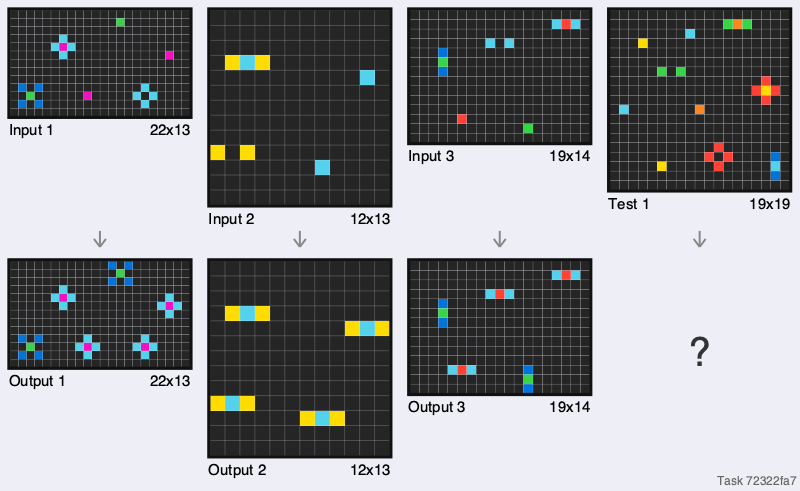 Input 1 22x13
Input 2 12x13
Input 3 19x14
Test 1 19x19
Output 1 22x13
Output 2 12x13
Output 3 19x14
?
Task 72322fa7